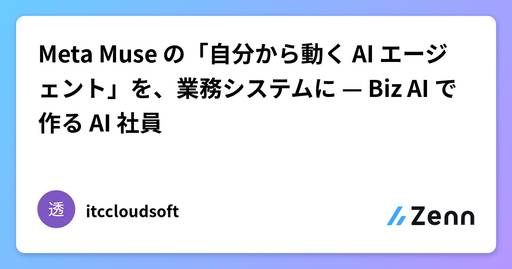 Meta Muse の「自分から動く AI エージ
ェント」を、業務システムに — Biz AI で
作る AI 社員
透
itccloudsoft
Zenn